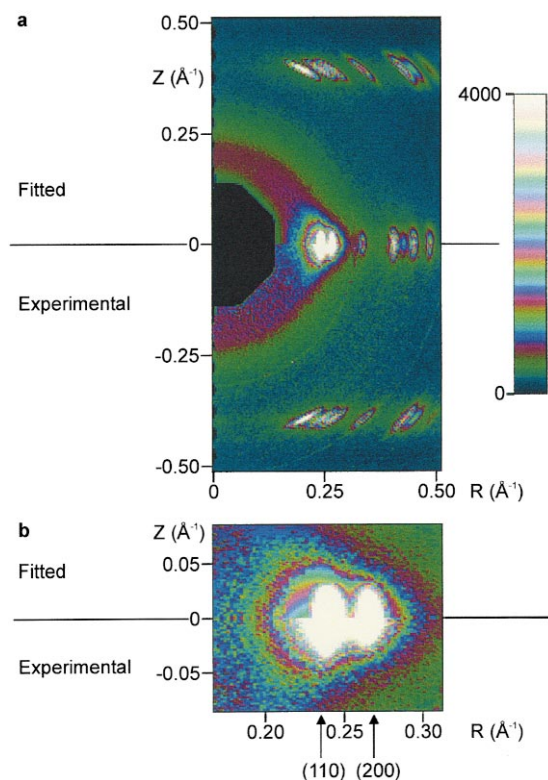 a
0.50
Z (Å⁻¹)
4000
0.25
Fitted
0
Experimental
0
-0.25
-0.50
0 0.25 0.50 R (Å⁻¹)
b
Z (Å⁻¹)
Fitted
0.05
0
Experimental
-0.05
0.20 0.25 0.30 R (Å⁻¹)
(110) (200)